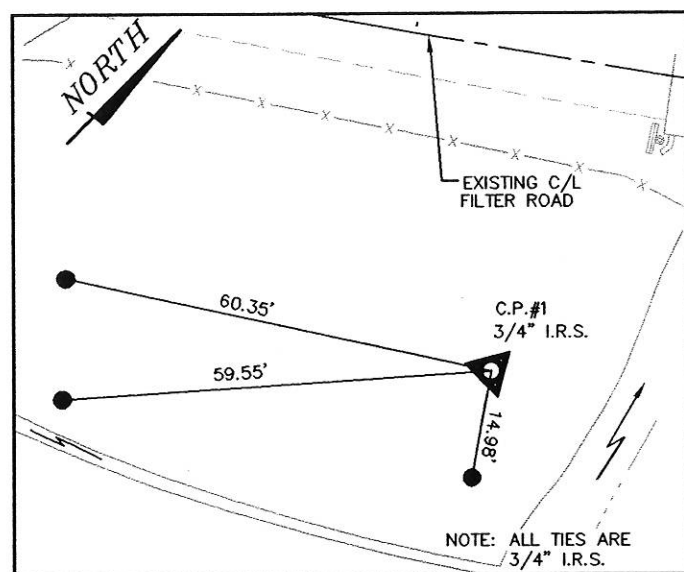 NORTH
EXISTING C/L
FILTER ROAD
60.35'
C.P.#1
3/4" I.R.S.
59.55'
14.98'
NOTE: ALL TIES ARE
3/4" I.R.S.